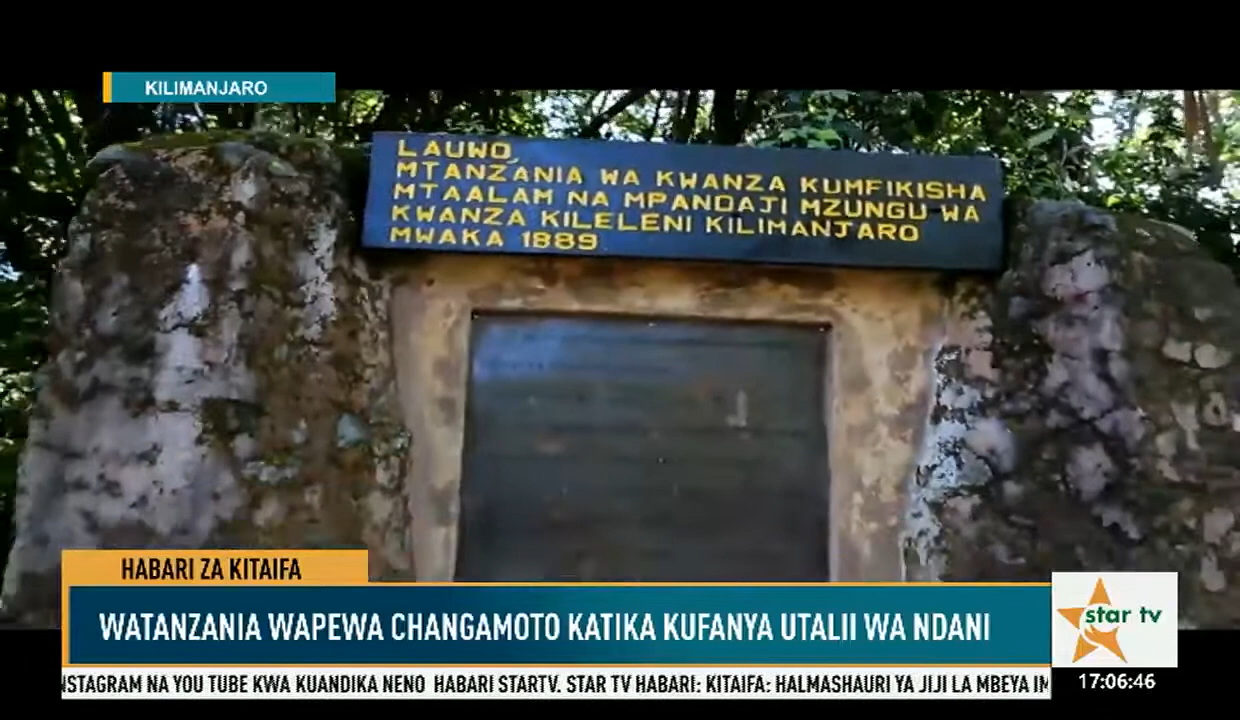 KILIMANJARO
LAUWO,
MTANZANIA WA KWANZA KUMFIKISHA
MTAALAM NA MPANDAJI MZUNGU WA
KWANZA KILELENI KILIMANJARO
MWAKA 1889
HABARI ZA KITAIFA
WATANZANIA WAPEWA CHANGAMOTO KATIKA KUFANYA UTALII WA NDANI
star tv
NSTAGRAM NA YOU TUBE KWA KUANDIKA NENO HABARI STARTV. STAR TV HABARI: KITAIFA: HALMASHAURI YA JIJI LA MBEYA IM
17:06:46